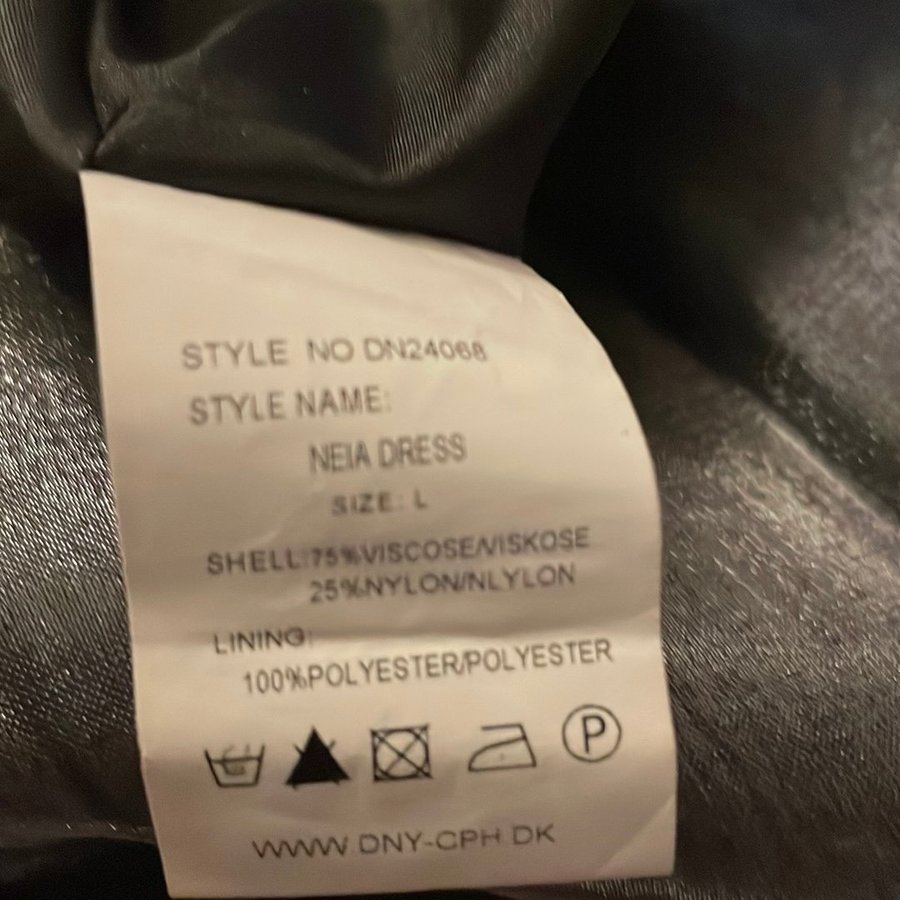 STYLE NO DN24068
STYLE NAME:
NEIA DRESS
SIZE: L
SHELL:75%VISCOSE/VISKOSE
25%NYLON/NLYLON
LINING:
100%POLYESTER/POLYESTER
P
WWW.DNY-CPH.DK